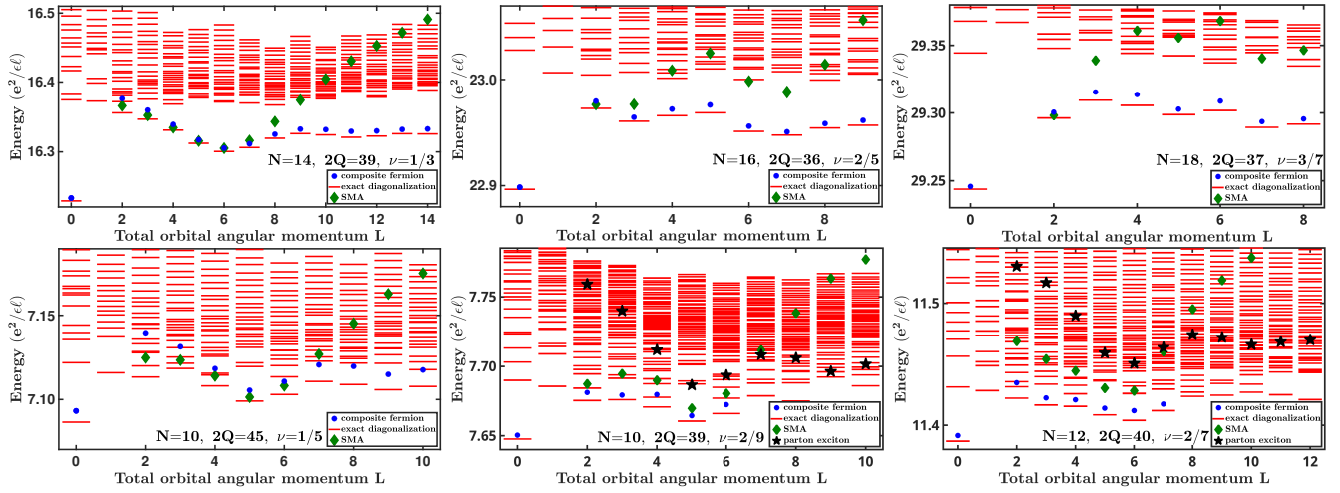 16.5
16.4
16.3
Energy (e²/ϵℓ)
N=14, 2Q=39, ν=1/3
composite fermion
exact diagonalization
SMA
0 2 4 6 8 10 12 14
Total orbital angular momentum L
23.0
22.9
Energy (e²/ϵℓ)
N=16, 2Q=36, ν=2/5
composite fermion
exact diagonalization
SMA
0 2 4 6 8
Total orbital angular momentum L
29.35
29.30
29.25
Energy (e²/ϵℓ)
N=18, 2Q=37, ν=3/7
composite fermion
exact diagonalization
SMA
0 1 2 3 4 5 6 7 8
Total orbital angular momentum L
7.15
7.10
Energy (e²/ϵℓ)
N=10, 2Q=45, ν=1/5
composite fermion
exact diagonalization
SMA
0 2 4 6 8 10
Total orbital angular momentum L
7.75
7.70
7.65
Energy (e²/ϵℓ)
N=10, 2Q=39, ν=2/9
composite fermion
exact diagonalization
SMA
parton exciton
0 1 2 3 4 5 6 7 8 9 10
Total orbital angular momentum L
11.5
11.4
Energy (e²/ϵℓ)
N=12, 2Q=40, ν=2/7
composite fermion
exact diagonalization
SMA
parton exciton
0 2 4 6 8 10 12
Total orbital angular momentum L